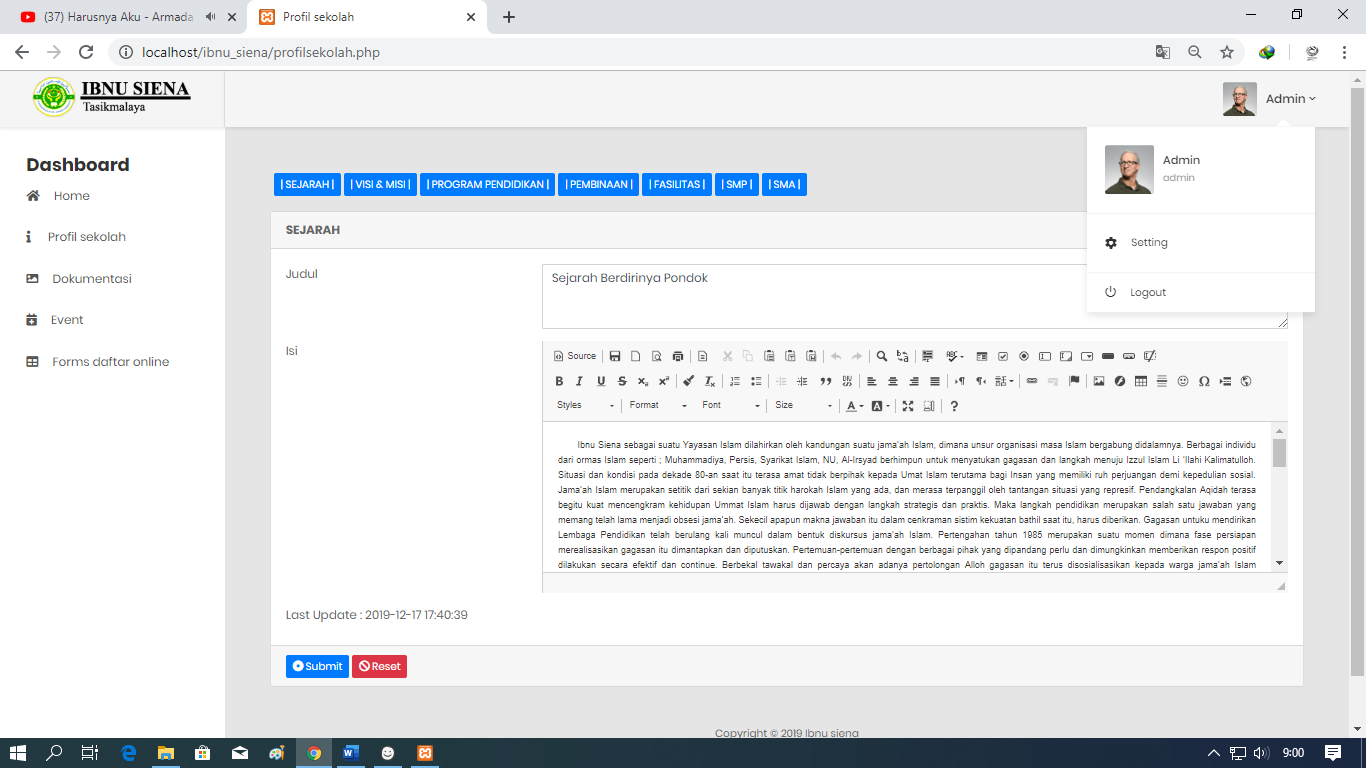 (37) Harusnya Aku - Armada
Profil sekolah
localhost/ibnu_siena/profilsekolah.php
IBNU SIENA
Tasikmalaya
Admin
Dashboard
Home
Profil sekolah
Dokumentasi
Event
Forms daftar online
| SEJARAH | | VISI & MISI | | PROGRAM PENDIDIKAN | | PEMBINAAN | | FASILITAS | | SMP | | SMA |
Admin
admin
Setting
Logout
SEJARAH
Judul
Sejarah Berdirinya Pondok
Isi
Source
Styles Format Font Size
Ibnu Siena sebagai suatu Yayasan Islam dilahirkan oleh kandungan suatu jama'ah Islam, dimana unsur organisasi masa Islam bergabung didalamnya. Berbagai individu
dari ormas Islam seperti ; Muhammadiya, Persis, Syarikat Islam, NU, Al-Irsyad berhimpun untuk menyatukan gagasan dan langkah menuju Izzul Islam Li 'Ilahi Kalimatulloh.
Situasi dan kondisi pada dekade 80-an saat itu terasa amat tidak berpihak kepada Umat Islam terutama bagi Insan yang memiliki ruh perjuangan demi kepedulian sosial.
Jama'ah Islam merupakan setitik dari sekian banyak titik harokah Islam yang ada, dan merasa terpanggil oleh tantangan situasi yang represif. Pendangkalan Aqidah terasa
begitu kuat mencengkram kehidupan Ummat Islam harus dijawab dengan langkah strategis dan praktis. Maka langkah pendidikan merupakan salah satu jawaban yang
memang telah lama menjadi obsesi jama'ah. Sekecil apapun makna jawaban itu dalam cenkraman sistim kekuatan bathil saat itu, harus diberikan. Gagasan untuku mendirikan
Lembaga Pendidikan telah berulang kali muncul dalam bentuk diskursus jama'ah Islam. Pertengahan tahun 1985 merupakan suatu momen dimana fase persiapan
merealisasikan gagasan itu dimantapkan dan diputuskan. Pertemuan-pertemuan dengan berbagai pihak yang dipandang perlu dan dimungkinkan memberikan respon positif
dilakukan secara efektif dan continue. Berbekal tawakal dan percaya akan adanya pertolongan Alloh gagasan itu terus disosialisasikan kepada warga jama'ah Islam
Last Update : 2019-12-17 17:40:39
Submit Reset
Copyright © 2019 Ibnu siena
9:00